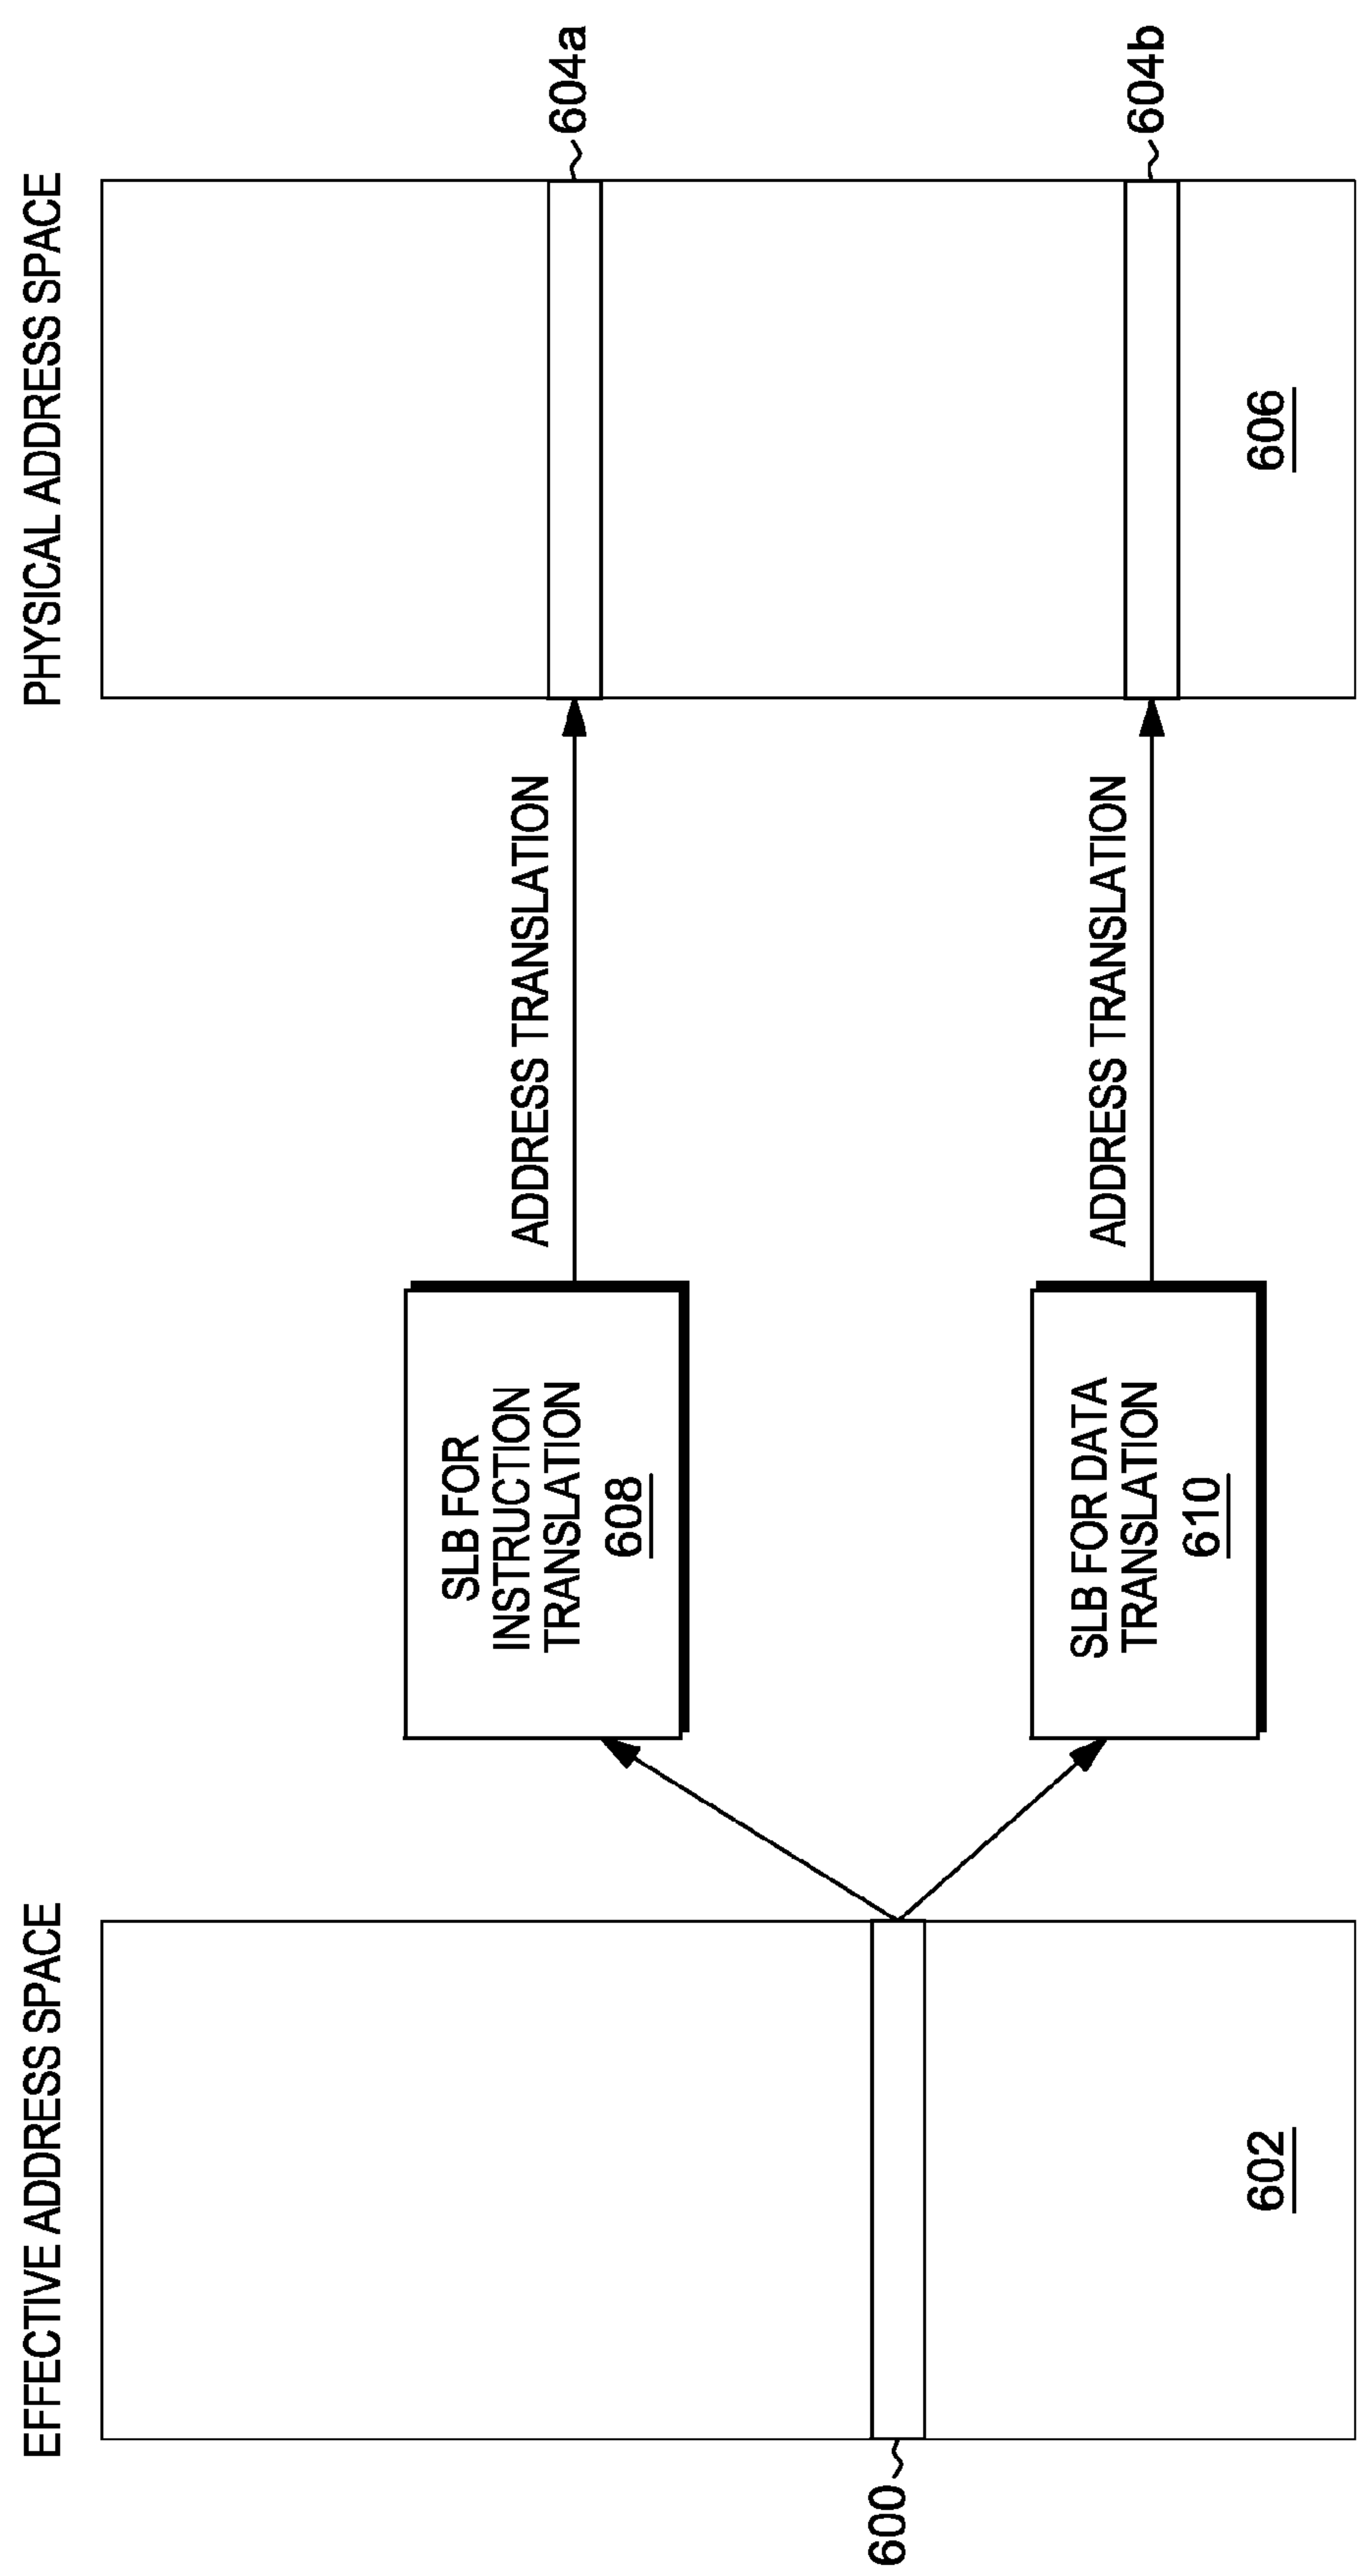 EFFECTIVE ADDRESS SPACE
PHYSICAL ADDRESS SPACE
SLB FOR
INSTRUCTION
TRANSLATION
608
ADDRESS TRANSLATION
604a
600
SLB FOR DATA
TRANSLATION
610
ADDRESS TRANSLATION
604b
602
606